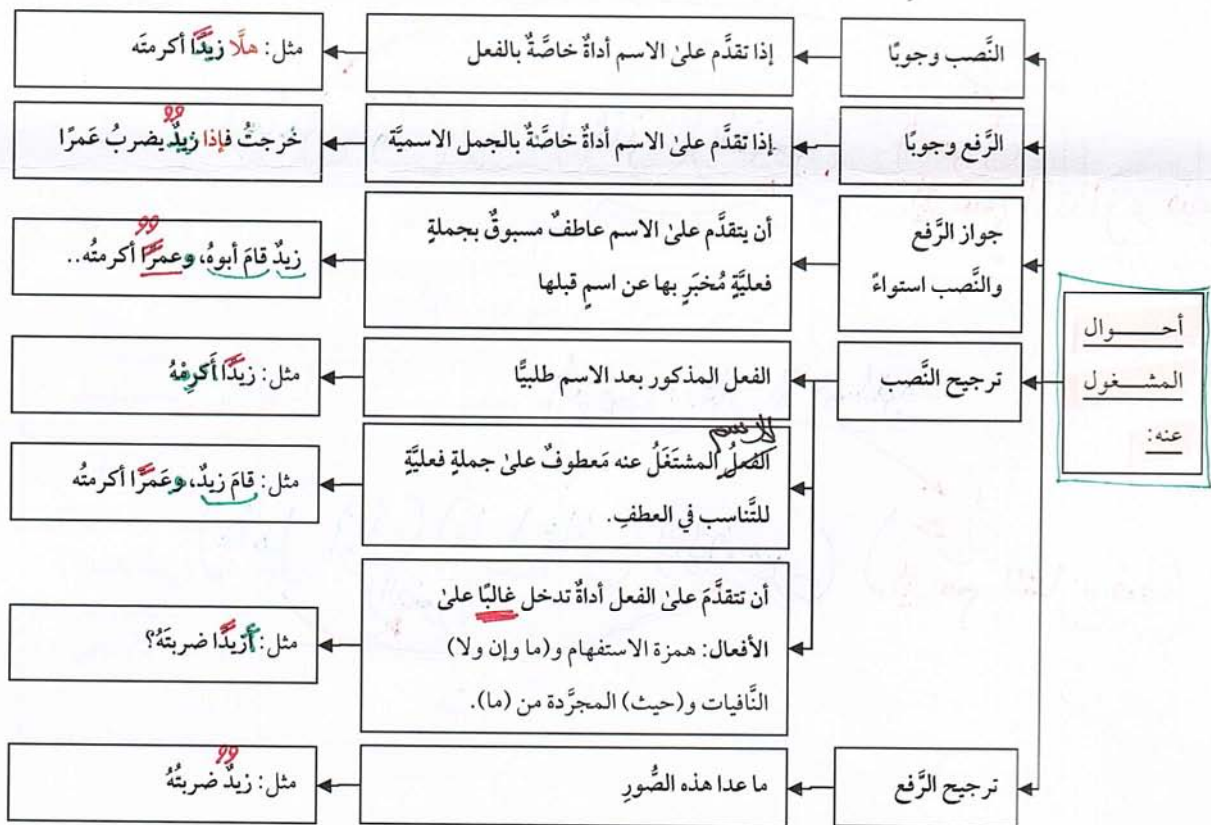 أحـــــوال
المشــــغول
عنه:
النَّصب وجوبًا
إذا تقدَّم علىٰ الاسم أداةٌ خاصَّةٌ بالفعل
مثل: هلَّا زيدًا أكرمتَه
الرَّفع وجوبًا
إذا تقدَّم علىٰ الاسم أداةٌ خاصَّةٌ بالجمل الاسميَّة
خرجتُ فإذا زيدٌ يضربُ عَمرًا
جواز الرَّفع
والنَّصب استواءً
أن يتقدَّم علىٰ الاسم عاطفٌ مسبوقٌ بجملةٍ
فعليَّةٍ مُخبَرٍ بها عن اسمٍ قبلها
زيدٌ قامَ أبوهُ، وعمرًا أكرمتُه..
ترجيح النَّصب
الفعل المذكور بعد الاسم طلبيًّا
مثل: زيدًا أَكرِمْهُ
الاسم
الفعلُ المشتَغَلُ عنه مَعطوفٌ علىٰ جملةٍ فعليَّةٍ
للتَّناسب في العطفِ.
مثل: قامَ زيدٌ، وعَمرًا أكرمتُه
أن تتقدَّمَ علىٰ الفعل أداةٌ تدخل غالبًا علىٰ
الأفعال: همزة الاستفهام و(ما وإن ولا)
النَّافيات و(حيث) المجرَّدة من (ما).
مثل: أزيدًا ضربتَهُ؟
ترجيح الرَّفع
ما عدا هذه الصُّورِ
مثل: زيدٌ ضربتُهُ